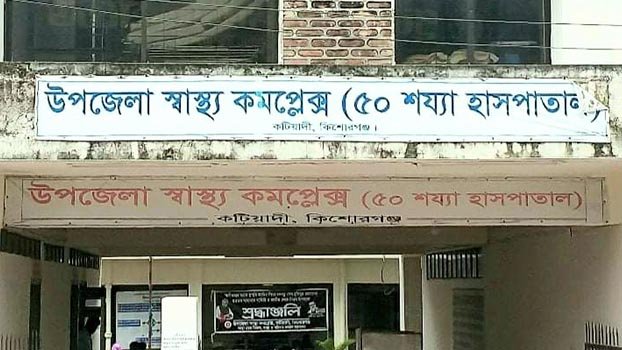 উপজেলা স্বাস্থ্য কমপ্লেক্স (৫০ শয্যা হাসপাতাল)
কটিয়াদী, কিশোরগঞ্জ।
উপজেলা স্বাস্থ্য কমপ্লেক্স (৫০ শয্যা হাসপাতাল)
কটিয়াদী, কিশোরগঞ্জ
শ্রদ্ধাঞ্জলি